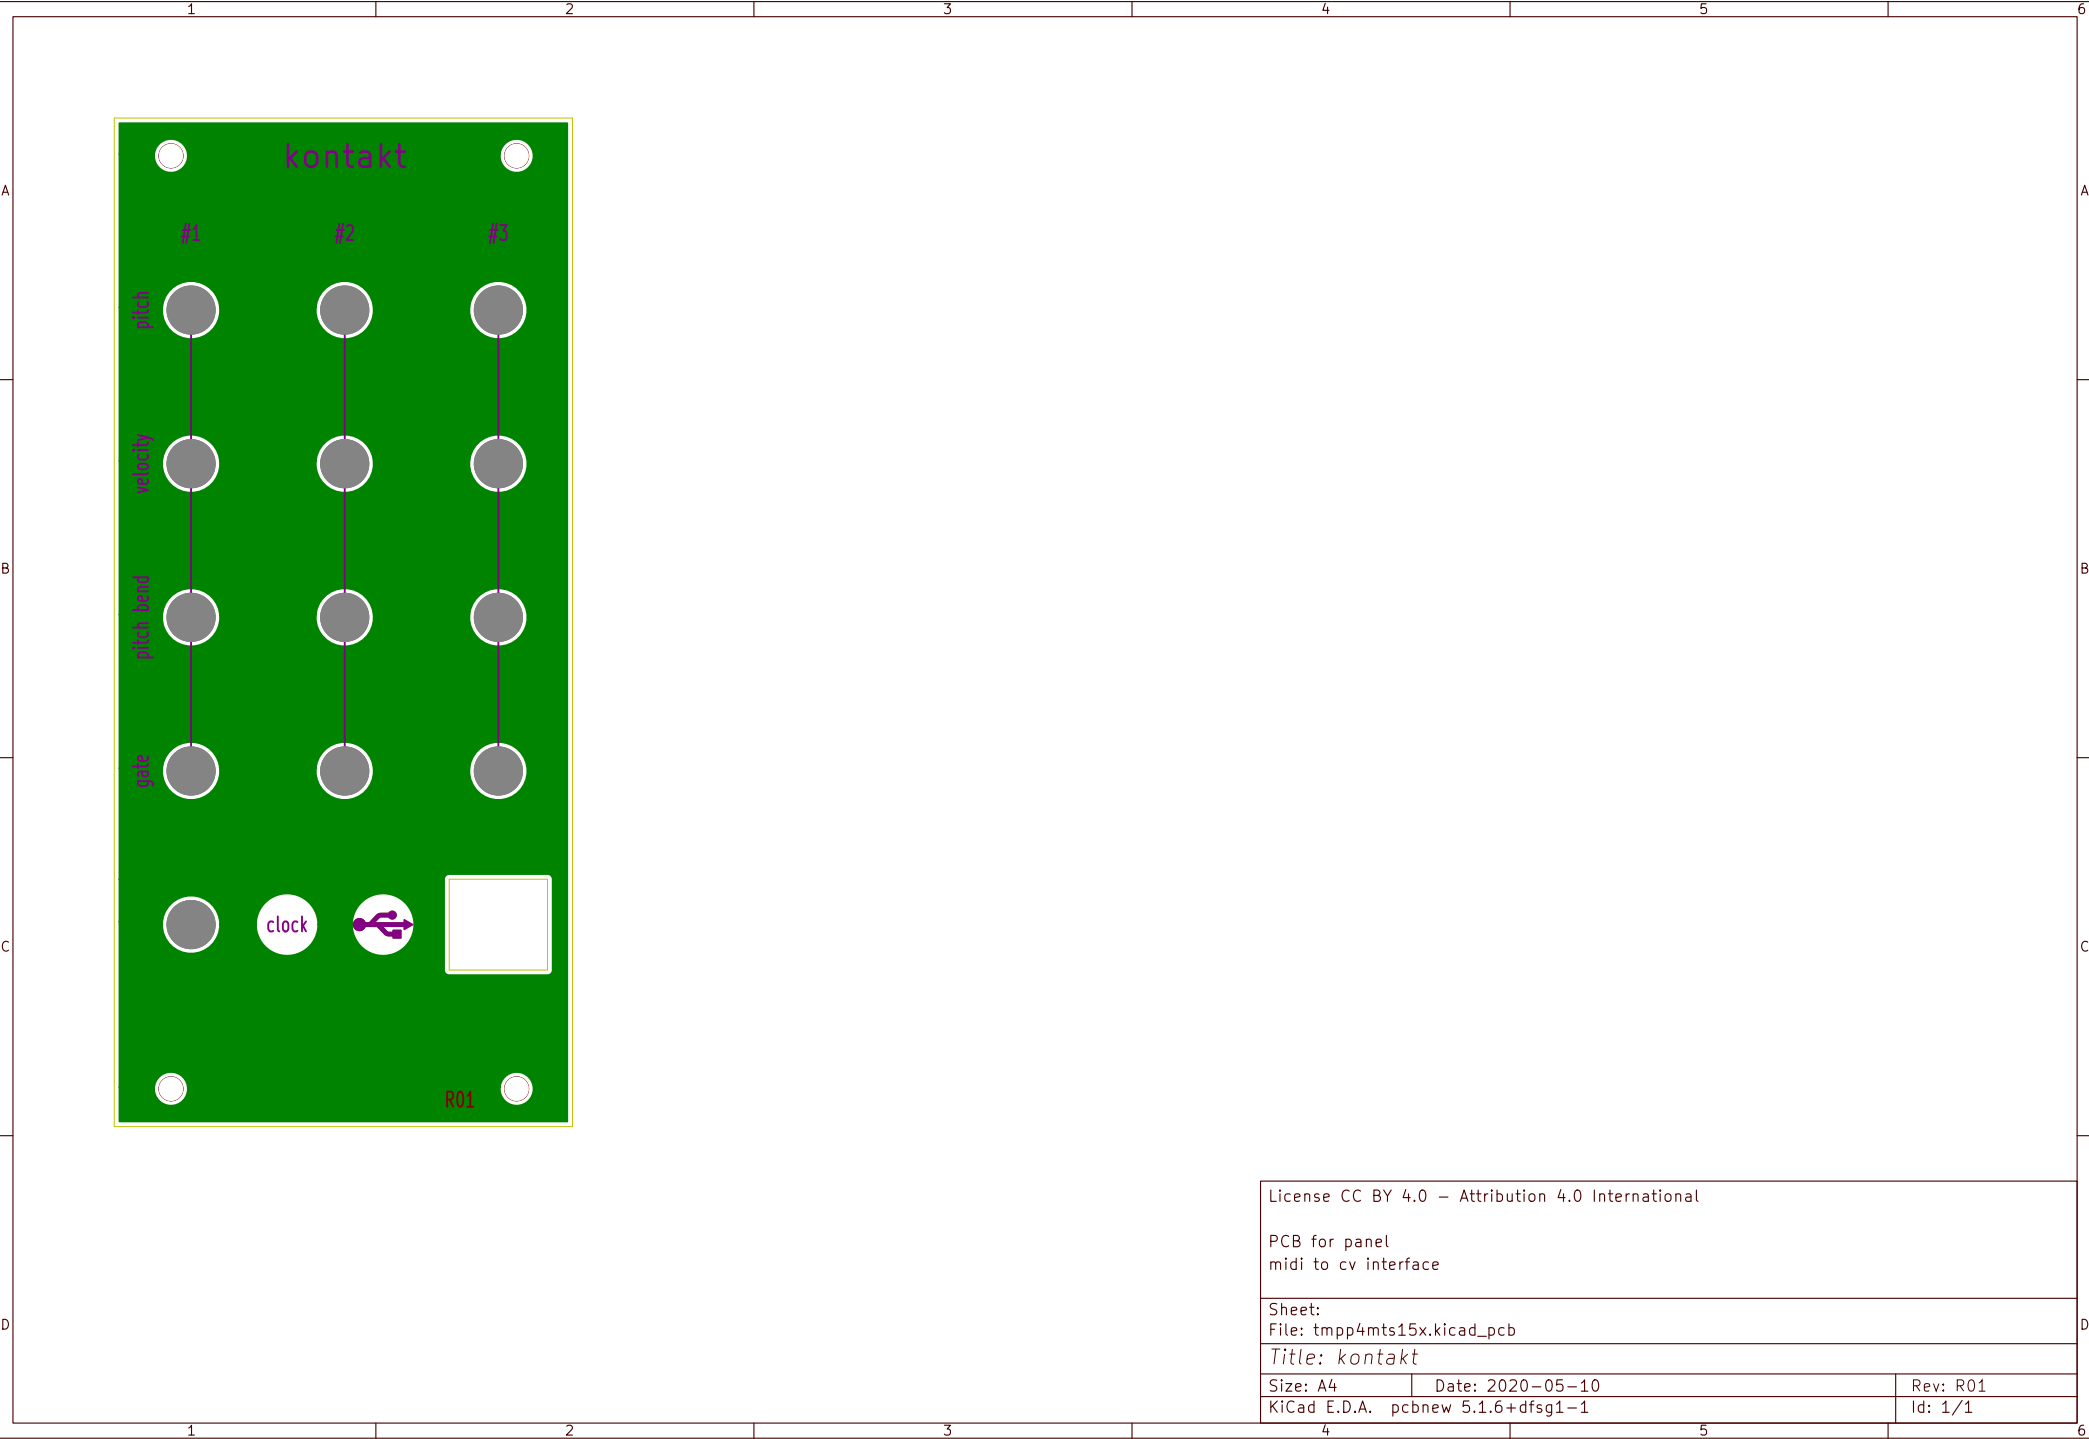 1 2 3 4 5 6
A A
B B
C C
D D
kontakt
#1 #2 #3
pitch
velocity
pitch bend
gate
clock
R01
License CC BY 4.0 – Attribution 4.0 International
PCB for panel
midi to cv interface
Sheet:
File: tmpp4mts15x.kicad_pcb
Title: kontakt
Size: A4 Date: 2020-05-10 Rev: R01
KiCad E.D.A. pcbnew 5.1.6+dfsg1-1 Id: 1/1
1 2 3 4 5 6